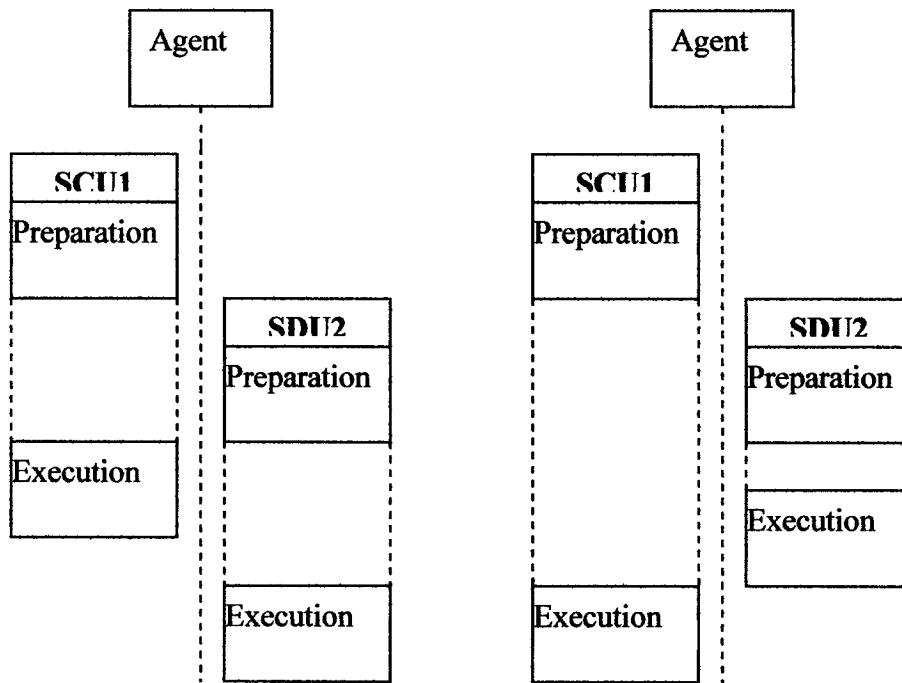 Agent
Agent
SCU1
SCU1
Preparation
Preparation
SDU2
SDU2
Preparation
Preparation
Execution
Execution
Execution
Execution